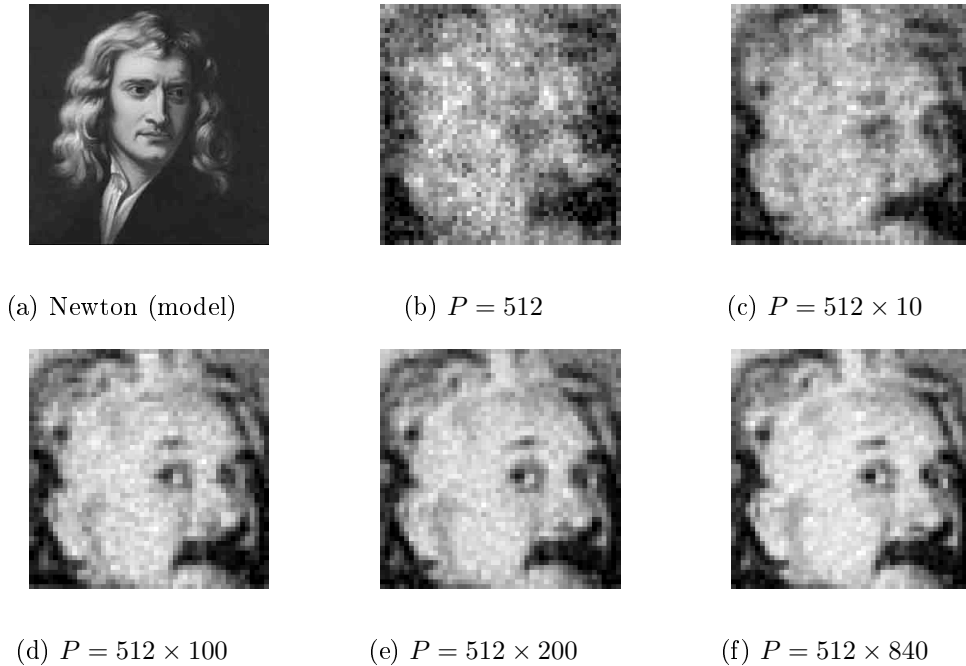 (a) Newton (model)
(b) P = 512
(c) P = 512 × 10
(d) P = 512 × 100
(e) P = 512 × 200
(f) P = 512 × 840